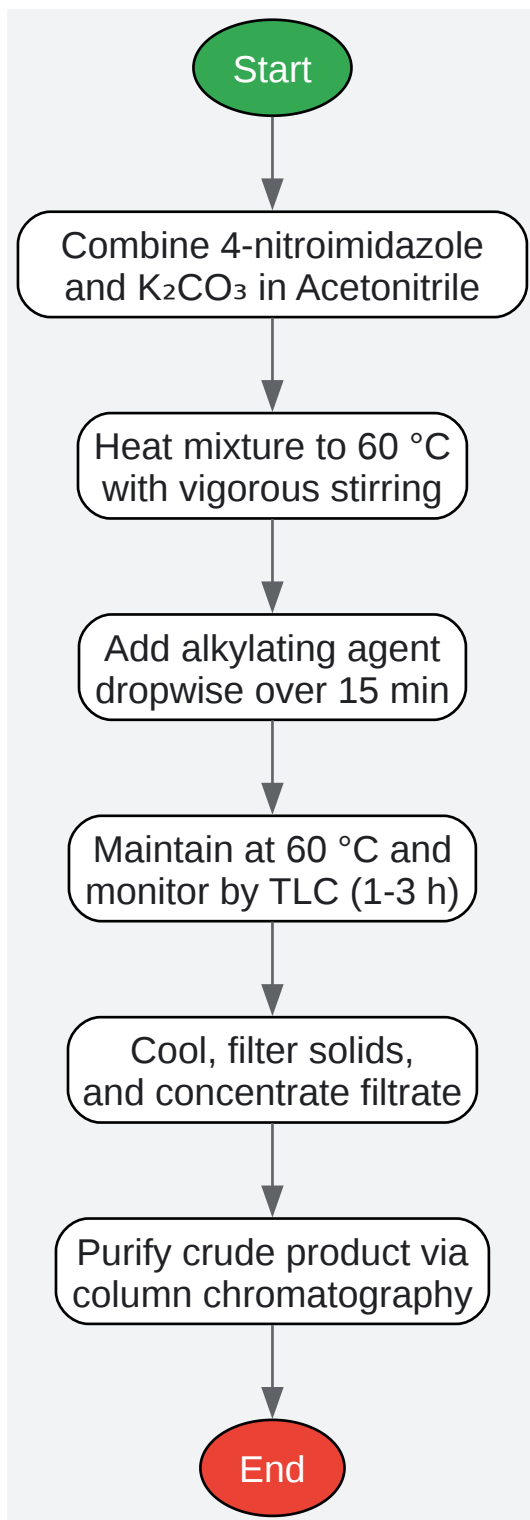 Start
Combine 4-nitroimidazole
and K₂CO₃ in Acetonitrile
Heat mixture to 60 °C
with vigorous stirring
Add alkylating agent
dropwise over 15 min
Maintain at 60 °C and
monitor by TLC (1-3 h)
Cool, filter solids,
and concentrate filtrate
Purify crude product via
column chromatography
End